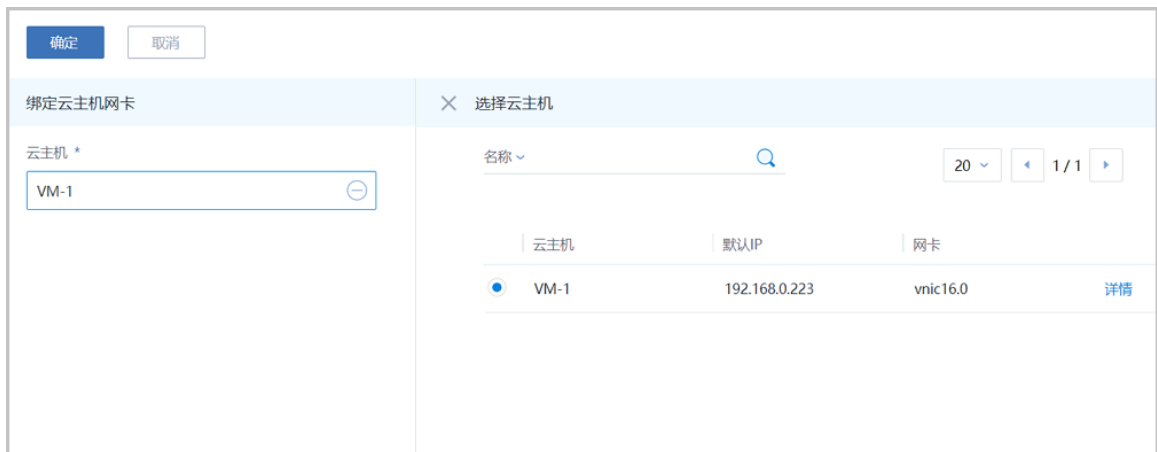 确定 取消
绑定云主机网卡
云主机 *
VM-1
选择云主机
名称
20 1 / 1
云主机 默认IP 网卡
VM-1 192.168.0.223 vnic16.0 详情